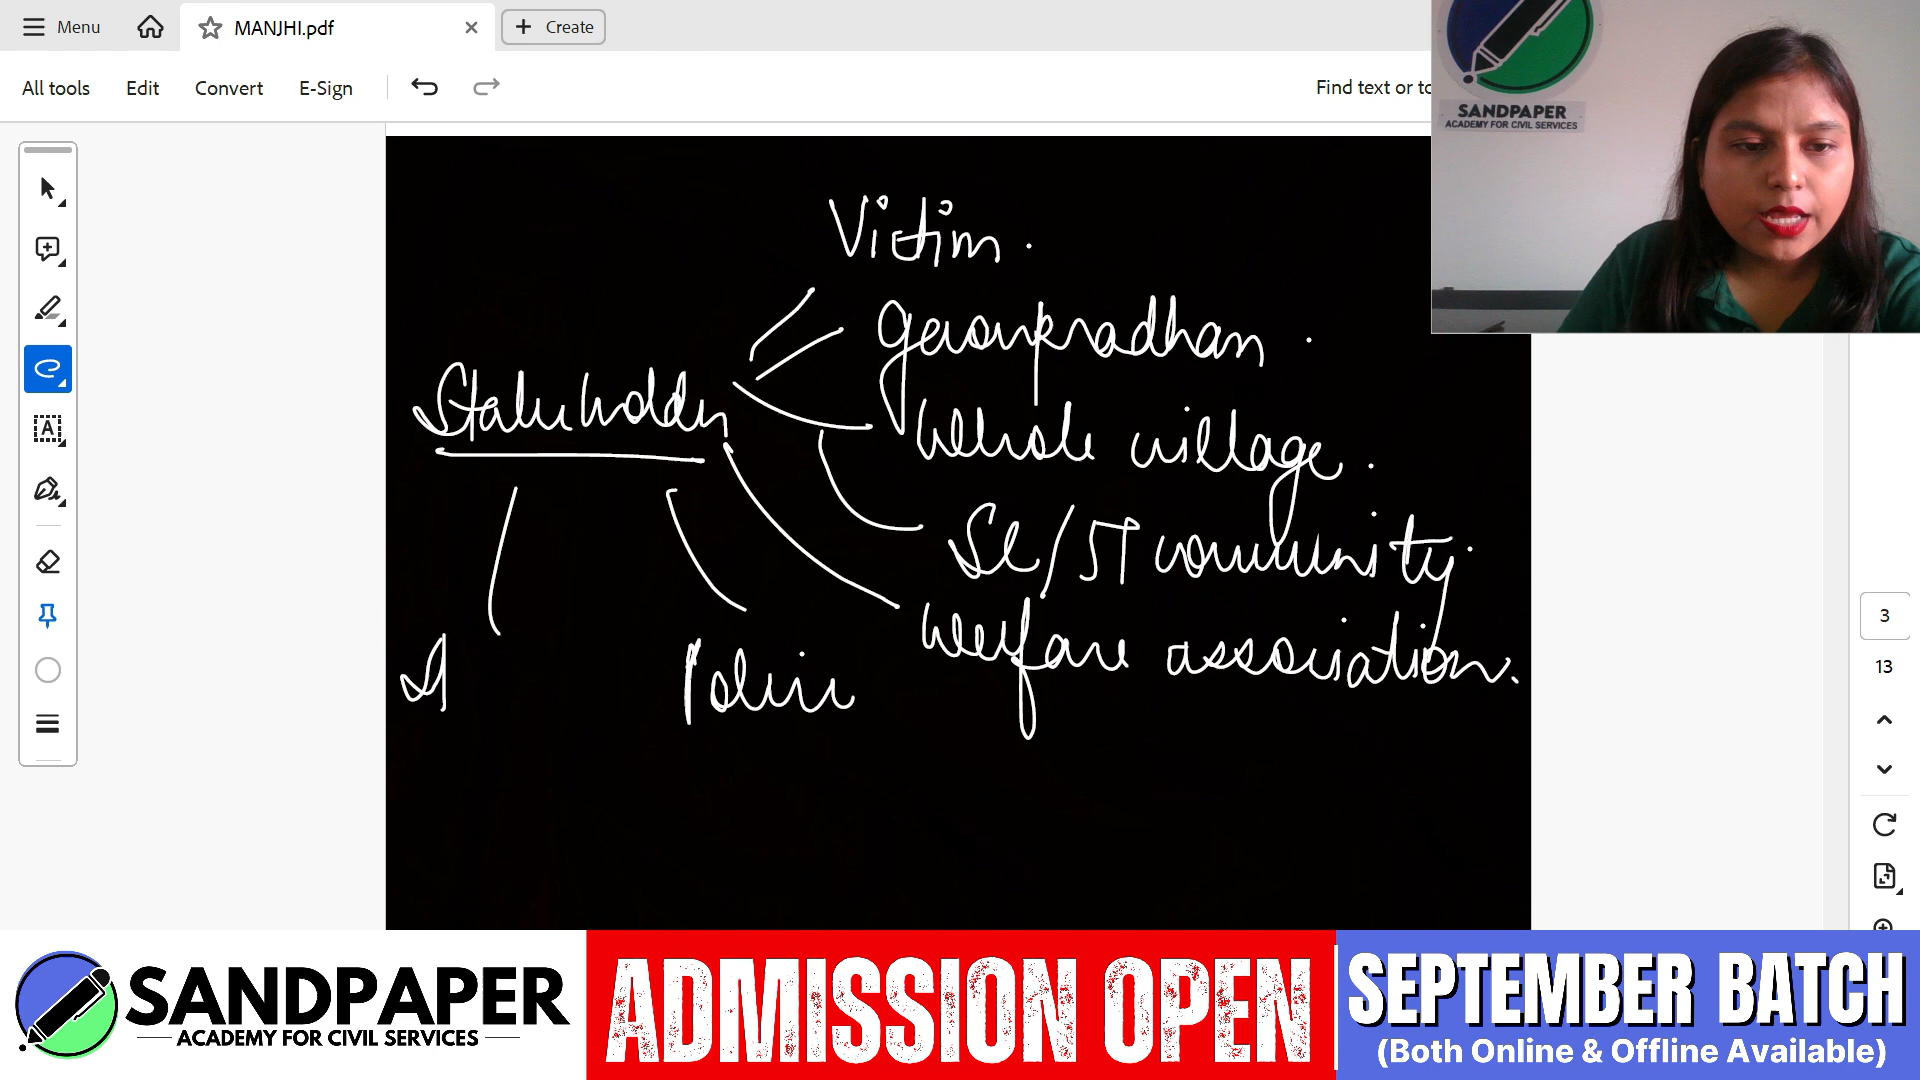 Menu
MANJHI.pdf
Create
All tools
Edit
Convert
E-Sign
Find text or to
SANDPAPER
ACADEMY FOR CIVIL SERVICES
Victim.
Stakeholder
whole village.
SC/ST community.
welfare association.
Police
A
3
13
SANDPAPER
ACADEMY FOR CIVIL SERVICES
ADMISSION OPEN
SEPTEMBER BATCH
(Both Online & Offline Available)